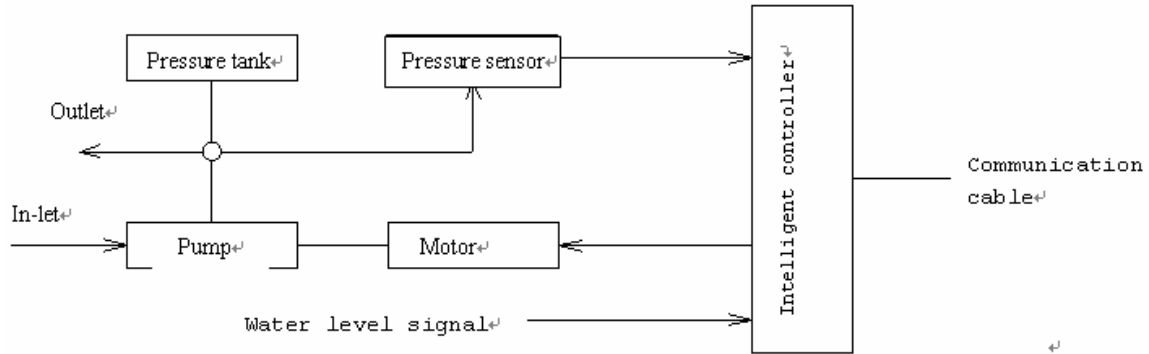 Pressure tank
Pressure sensor
Outlet
In-let
Pump
Motor
Water level signal
Intelligent controller
Communication
cable